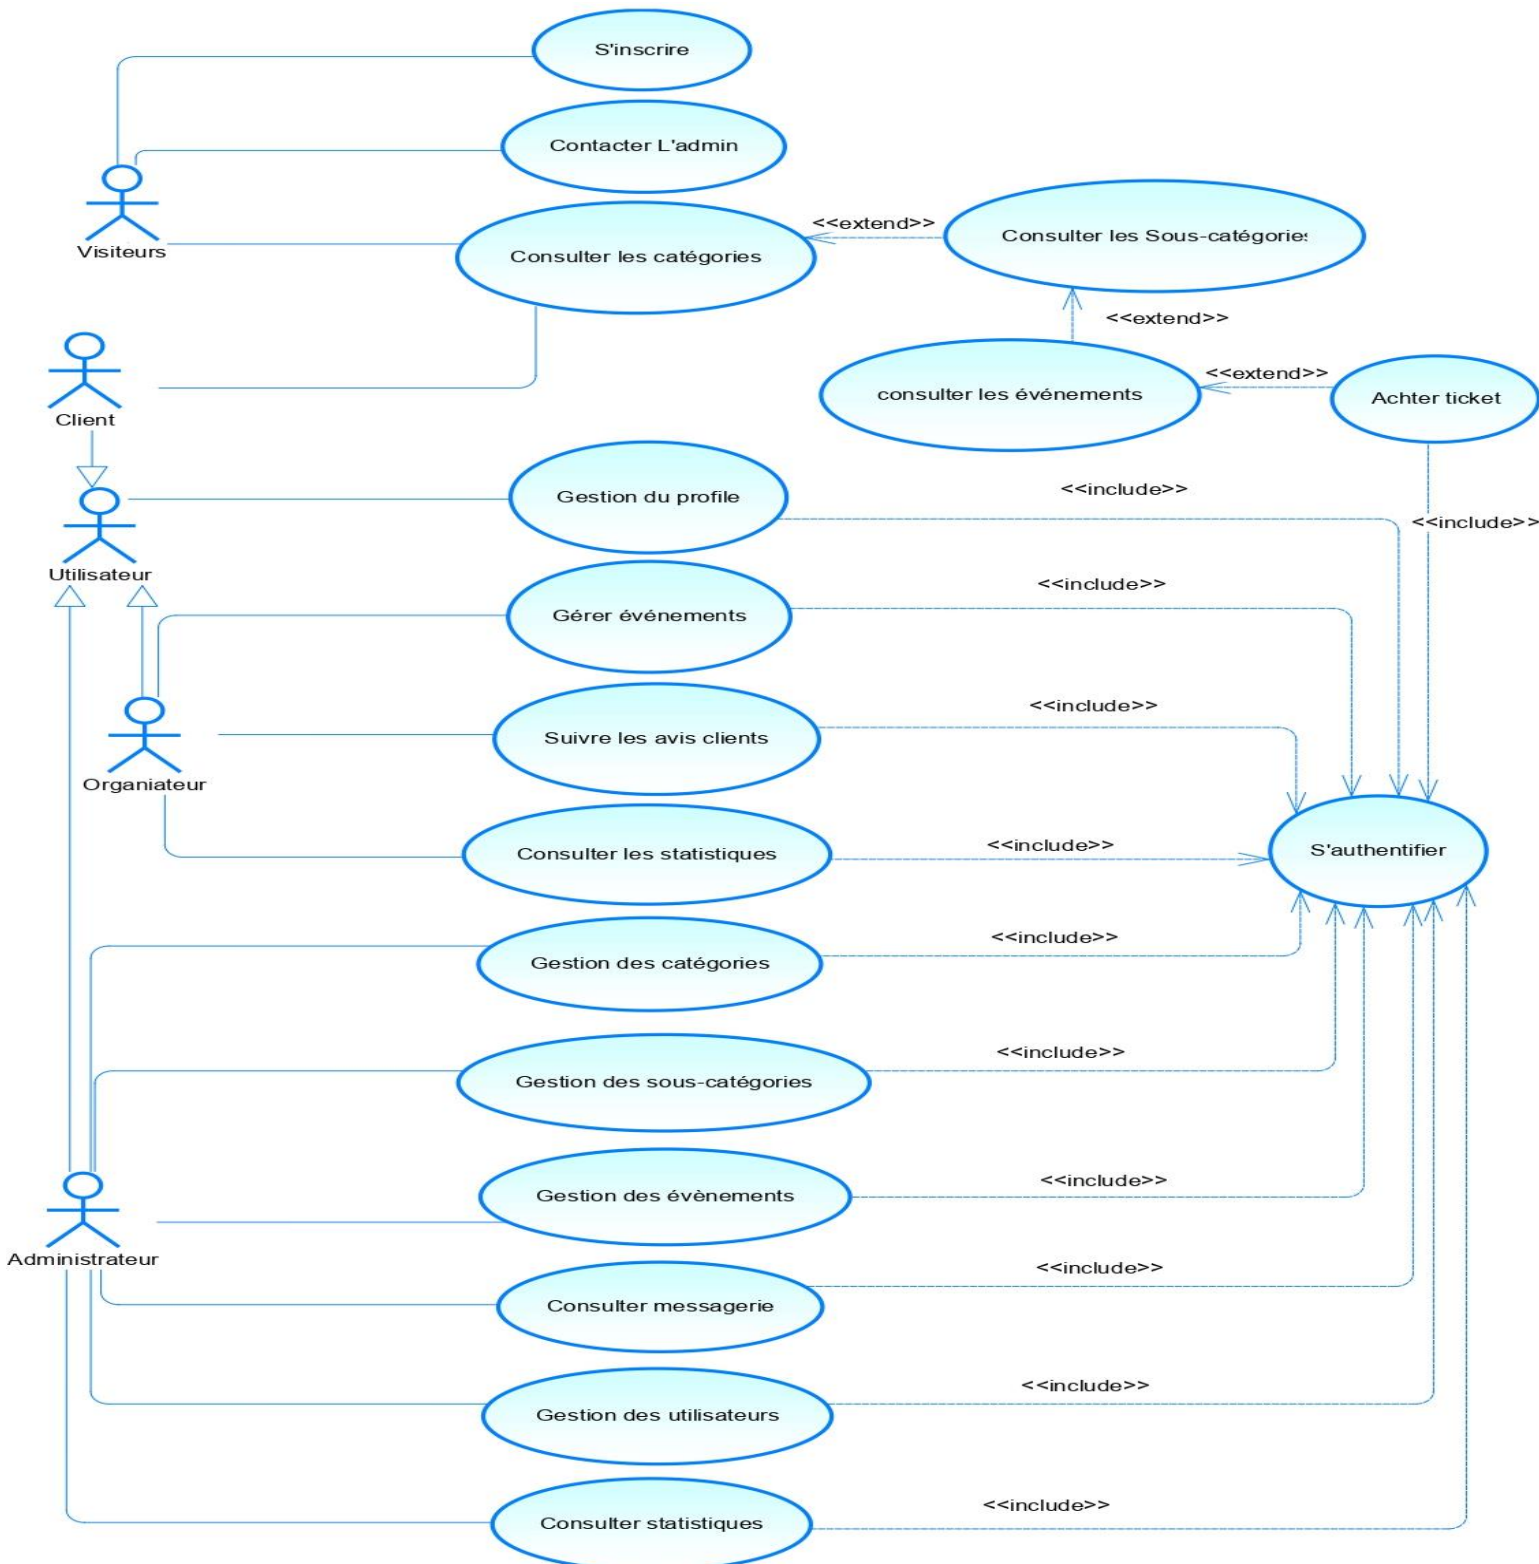 S'inscrire
Contacter L'admin
Visiteurs
Consulter les catégories
<<extend>>
Consulter les Sous-catégories
<<extend>>
Client
consulter les événements
<<extend>>
Achter ticket
Utilisateur
Gestion du profile
<<include>>
<<include>>
Gérer événements
<<include>>
Organiateur
Suivre les avis clients
<<include>>
Consulter les statistiques
<<include>>
S'authentifier
Gestion des catégories
<<include>>
Gestion des sous-catégories
<<include>>
Administrateur
Gestion des évènements
<<include>>
Consulter messagerie
<<include>>
Gestion des utilisateurs
<<include>>
Consulter statistiques
<<include>>